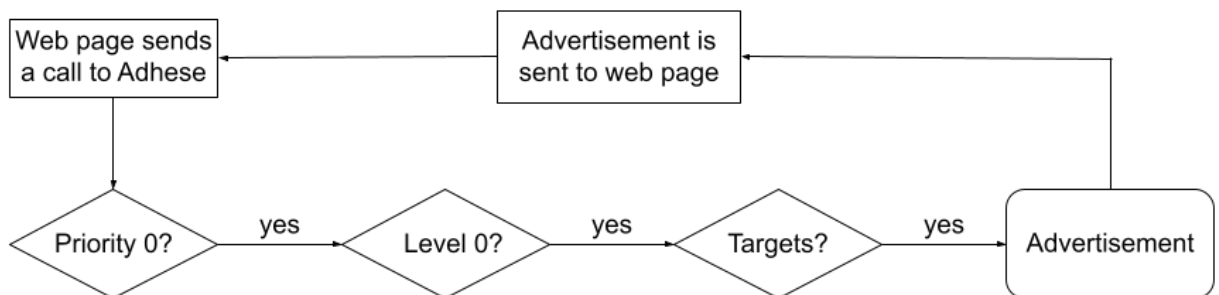 Web page sends
a call to Adhese
Advertisement is
sent to web page
Priority 0?
yes
Level 0?
yes
Targets?
yes
Advertisement